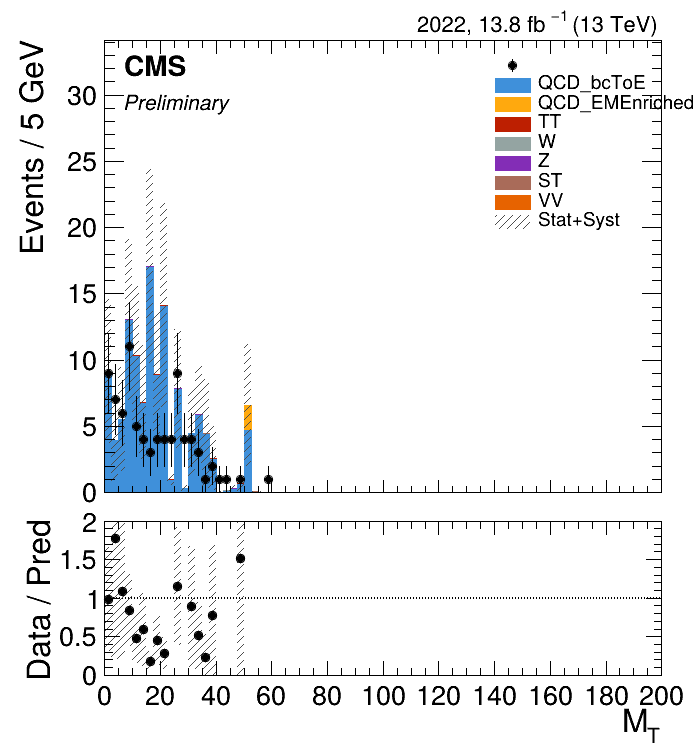 2022, 13.8 fb⁻¹ (13 TeV)
CMS
Preliminary
QCD_bcToE
QCD_EMEnriched
TT
W
Z
ST
VV
Stat+Syst
Events / 5 GeV
30
25
20
15
10
5
0
Data / Pred
2
1.5
1
0.5
0
0 20 40 60 80 100 120 140 160 180 200
M_T